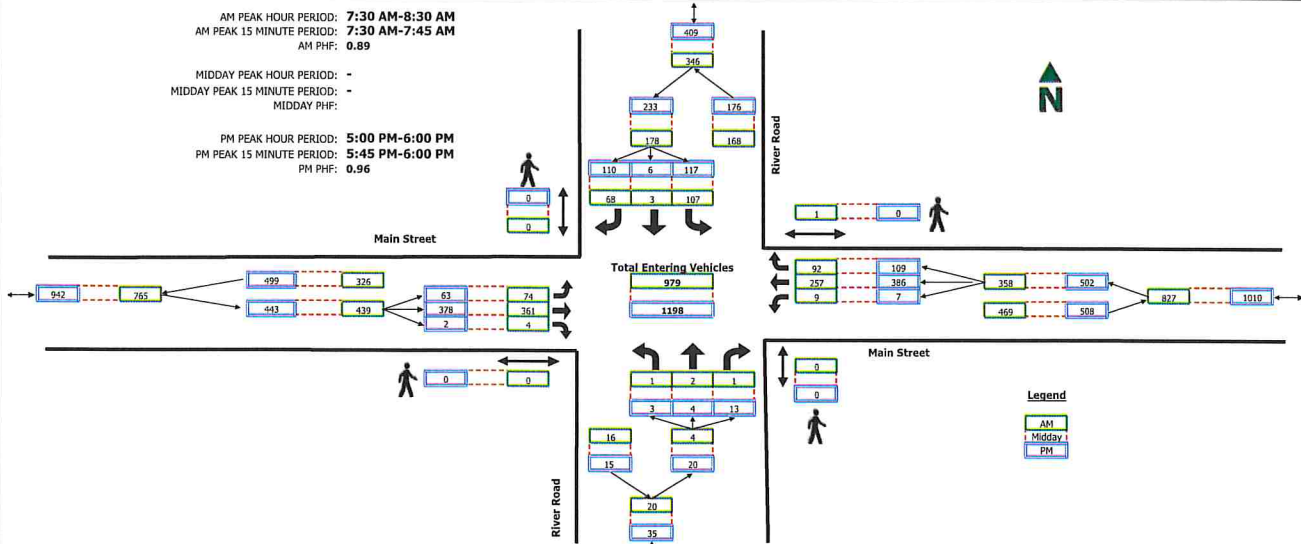 AM PEAK HOUR PERIOD: 7:30 AM-8:30 AM
AM PEAK 15 MINUTE PERIOD: 7:30 AM-7:45 AM
AM PHF: 0.89
MIDDAY PEAK HOUR PERIOD: -
MIDDAY PEAK 15 MINUTE PERIOD: -
MIDDAY PHF:
PM PEAK HOUR PERIOD: 5:00 PM-6:00 PM
PM PEAK 15 MINUTE PERIOD: 5:45 PM-6:00 PM
PM PHF: 0.96
409
346
233 176
178 168
110 6 117
68 3 107
River Road
N
0
0
Main Street
1 0
942 765
499 326
443 439
63 74
378 361
2 4
Total Entering Vehicles
979
1198
92 109
257 386
9 7
358 502
469 508
827 1010
Main Street
0 0
0
0
1 2 1
3 4 13
16 4
15 20
20
35
River Road
Legend
AM
Midday
PM